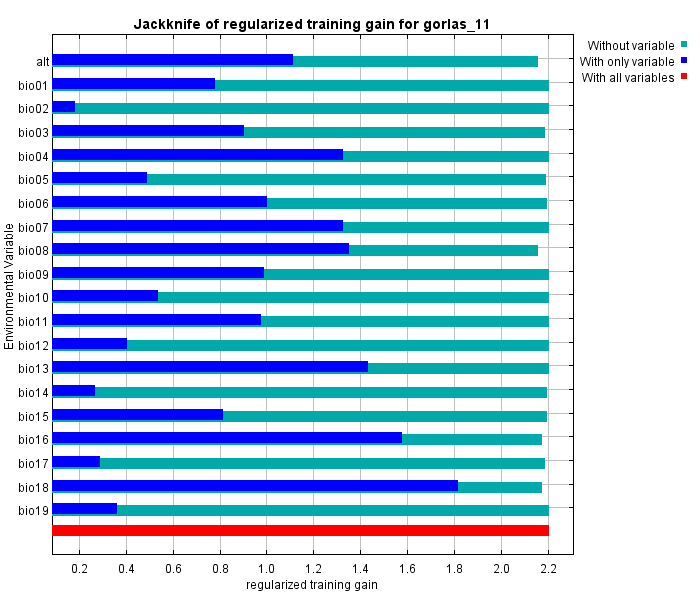 Jackknife of regularized training gain for gorlas_11
Without variable
With only variable
With all variables
Environmental Variable
alt
bio01
bio02
bio03
bio04
bio05
bio06
bio07
bio08
bio09
bio10
bio11
bio12
bio13
bio14
bio15
bio16
bio17
bio18
bio19
0.2 0.4 0.6 0.8 1.0 1.2 1.4 1.6 1.8 2.0 2.2
regularized training gain